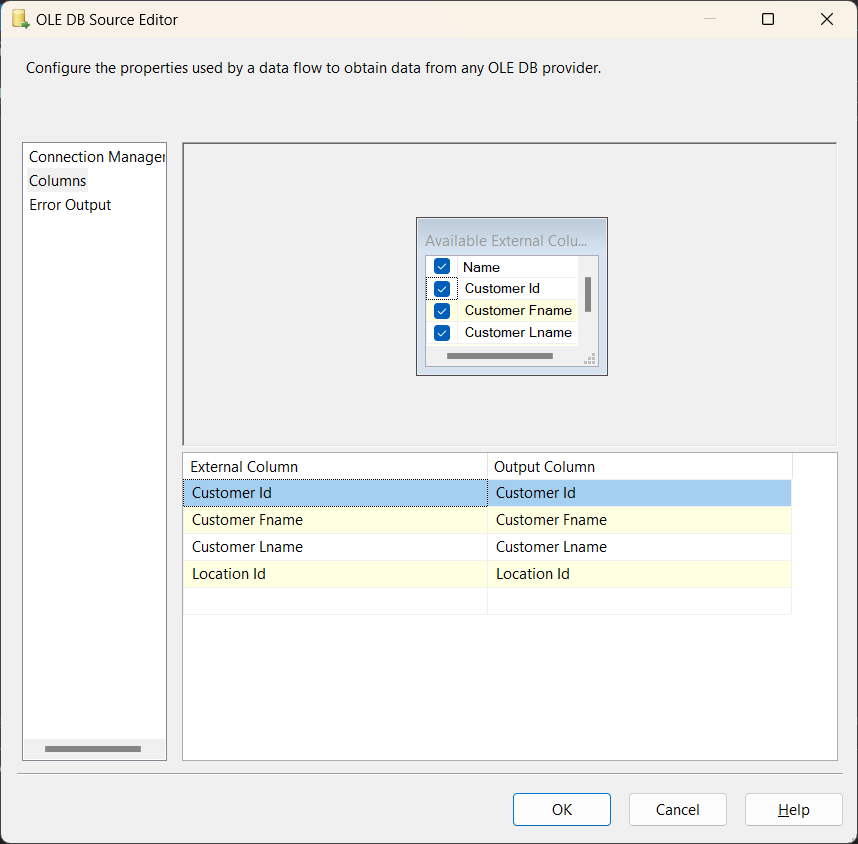 OLE DB Source Editor
Configure the properties used by a data flow to obtain data from any OLE DB provider.
Connection Manager
Columns
Error Output
Available External Colu...
Name
Customer Id
Customer Fname
Customer Lname
External Column Output Column
Customer Id Customer Id
Customer Fname Customer Fname
Customer Lname Customer Lname
Location Id Location Id
OK Cancel Help